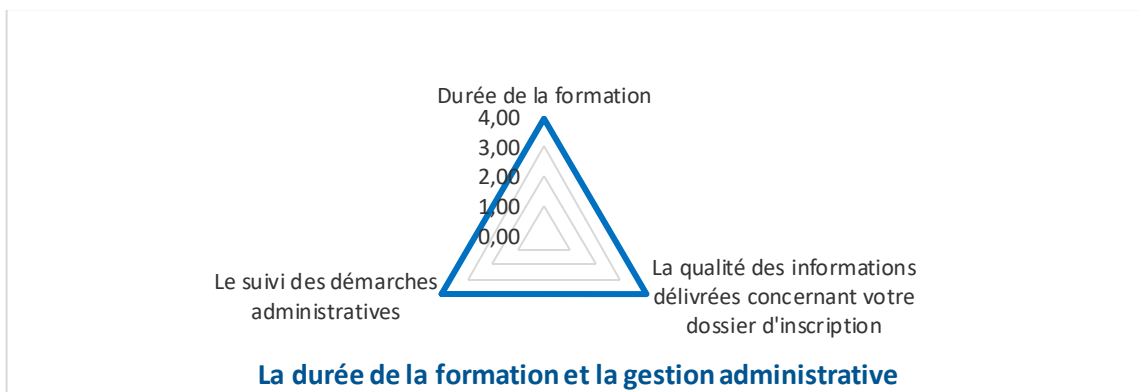 Durée de la formation
4,00
3,00
2,00
1,00
0,00
La qualité des informations
délivrées concernant votre
dossier d'inscription
Le suivi des démarches
administratives
La durée de la formation et la gestion administrative